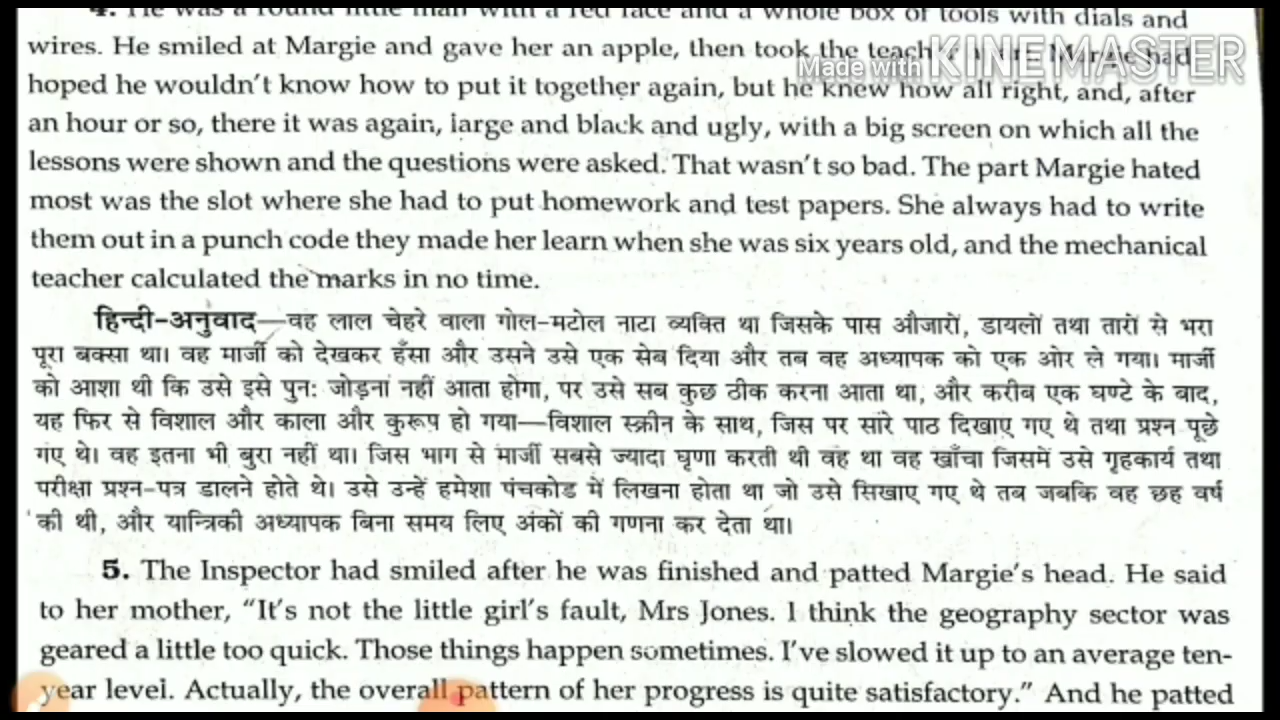 4. He was a round little man with a red face and a whole box of tools with dials and
wires. He smiled at Margie and gave her an apple, then took the Margie had
Made with KINEMASTER
hoped he wouldn't know how to put it together again, but he knew how all right, and, after
an hour or so, there it was again, large and black and ugly, with a big screen on which all the
lessons were shown and the questions were asked. That wasn't so bad. The part Margie hated
most was the slot where she had to put homework and test papers. She always had to write
them out in a punch code they made her learn when she was six years old, and the mechanical
teacher calculated the marks in no time.
हिन्दी-अनुवाद—वह लाल चेहरे वाला गोल-मटोल नाटा व्यक्ति था जिसके पास औजारों, डायलों तथा तारों से भरा
पूरा बक्सा था। वह मार्जी को देखकर हँसा और उसने उसे एक सेब दिया और तब वह अध्यापक को एक ओर ले गया। मार्जी
को आशा थी कि उसे इसे पुनः जोड़ना नहीं आता होगा, पर उसे सब कुछ ठीक करना आता था, और करीब एक घण्टे के बाद,
यह फिर से विशाल और काला और कुरूप हो गया—विशाल स्क्रीन के साथ, जिस पर सारे पाठ दिखाए गए थे तथा प्रश्न पूछे
गए थे। वह इतना भी बुरा नहीं था। जिस भाग से मार्जी सबसे ज्यादा घृणा करती थी वह था वह खाँचा जिसमें उसे गृहकार्य तथा
परीक्षा प्रश्न-पत्र डालने होते थे। उसे उन्हें हमेशा पंचकोड में लिखना होता था जो उसे सिखाए गए थे तब जबकि वह छह वर्ष
की थी, और यान्त्रिकी अध्यापक बिना समय लिए अंकों की गणना कर देता था।
5. The Inspector had smiled after he was finished and patted Margie's head. He said
to her mother, "It's not the little girl's fault, Mrs Jones. I think the geography sector was
geared a little too quick. Those things happen sometimes. I've slowed it up to an average ten-
year level. Actually, the overall pattern of her progress is quite satisfactory." And he patted